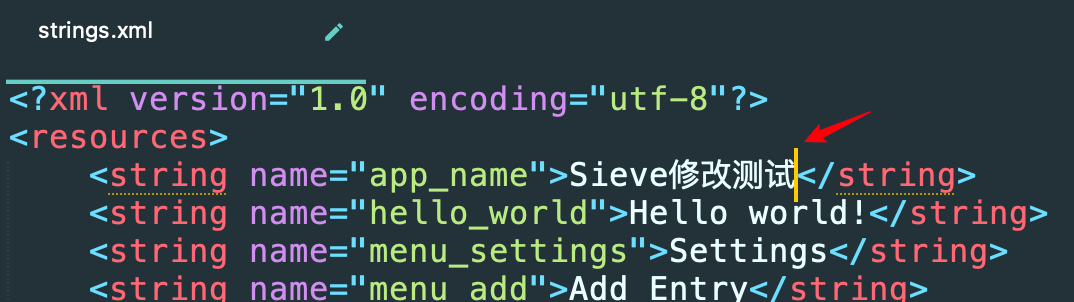 strings.xml
<?xml version="1.0" encoding="utf-8"?>
<resources>
<string name="app_name">Sieve修改测试</string>
<string name="hello_world">Hello world!</string>
<string name="menu_settings">Settings</string>
<string name="menu_add">Add Entry</string>